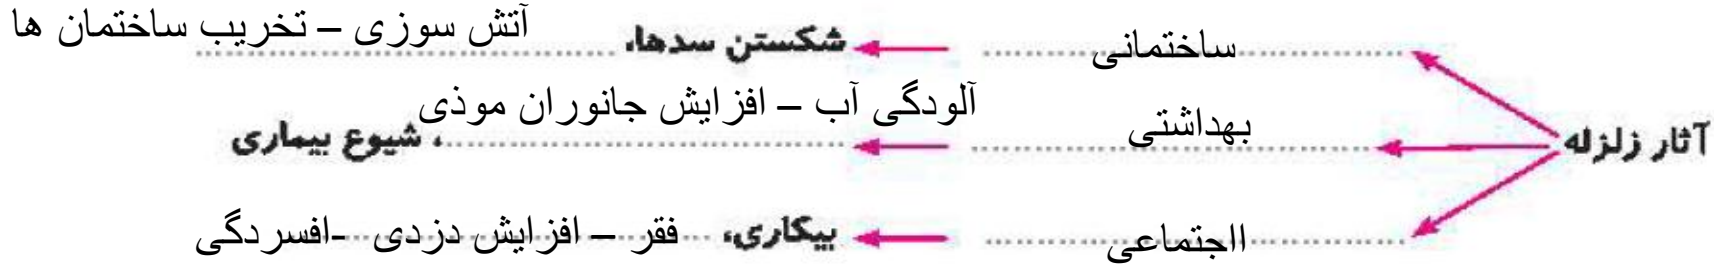 ساختمانی شکستن سدها، آتش سوزی – تخریب ساختمان ها
آثار زلزله بهداشتی آلودگی آب – افزایش جانوران موذی ، شیوع بیماری
ااجتماعی بیکاری، فقر – افزایش دزدی -افسردگی